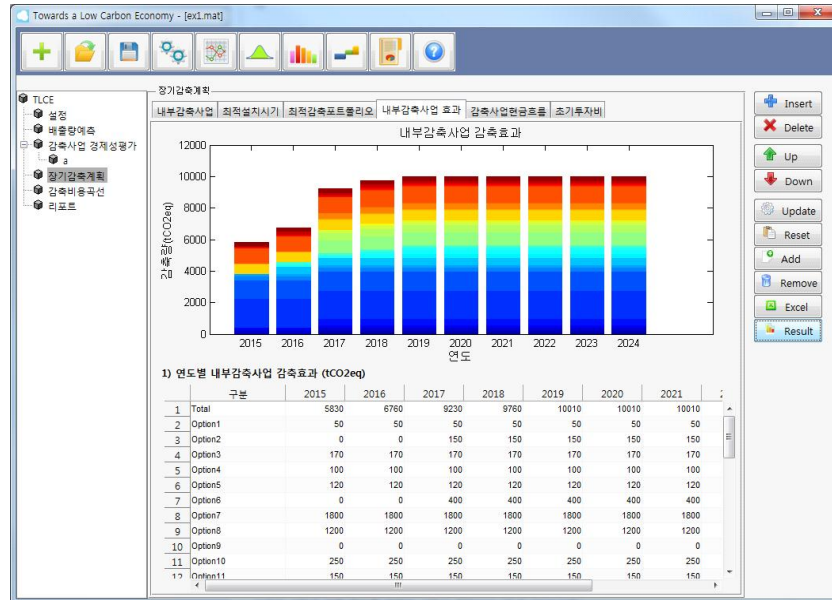 Towards a Low Carbon Economy - [ex1.mat]
TLCE
설정
배출량예측
감축사업 경제성평가
a
장기감축계획
감축비용곡선
리포트
장기감축계획
내부감축사업 최적설치시기 최적감축포트폴리오 내부감축사업 효과 감축사업현금흐름 초기투자비
내부감축사업 감축효과
감축량(tCO2eq)
12000
10000
8000
6000
4000
2000
0
2015 2016 2017 2018 2019 2020 2021 2022 2023 2024
연도
1) 연도별 내부감축사업 감축효과 (tCO2eq)
구분 2015 2016 2017 2018 2019 2020 2021
1 Total 5830 6760 9230 9760 10010 10010 10010
2 Option1 50 50 50 50 50 50 50
3 Option2 0 0 150 150 150 150 150
4 Option3 170 170 170 170 170 170 170
5 Option4 100 100 100 100 100 100 100
6 Option5 120 120 120 120 120 120 120
7 Option6 0 0 400 400 400 400 400
8 Option7 1800 1800 1800 1800 1800 1800 1800
9 Option8 1200 1200 1200 1200 1200 1200 1200
10 Option9 0 0 0 0 0 0 0
11 Option10 250 250 250 250 250 250 250
12 Option11 150 150 150 150 150 150 150
Insert
Delete
Up
Down
Update
Reset
Add
Remove
Excel
Result